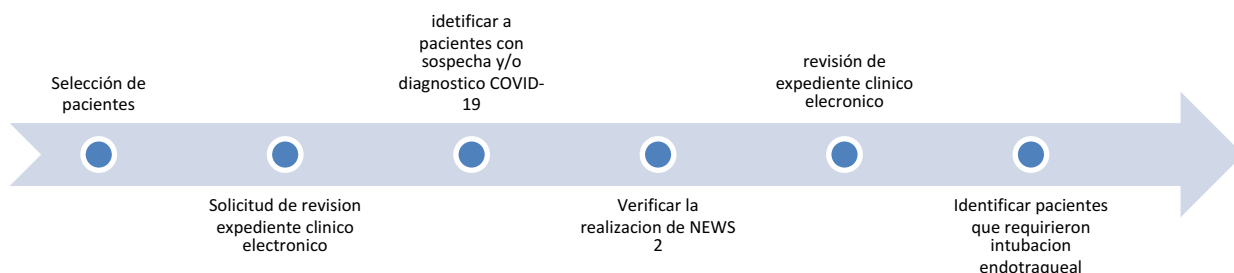 Selección de
pacientes
Solicitud de revision
expediente clinico
electronico
idetificar a
pacientes con
sospecha y/o
diagnostico COVID-
19
Verificar la
realizacion de NEWS
2
revisión de
expediente clinico
elecronico
Identificar pacientes
que requirieron
intubacion
endotraqueal